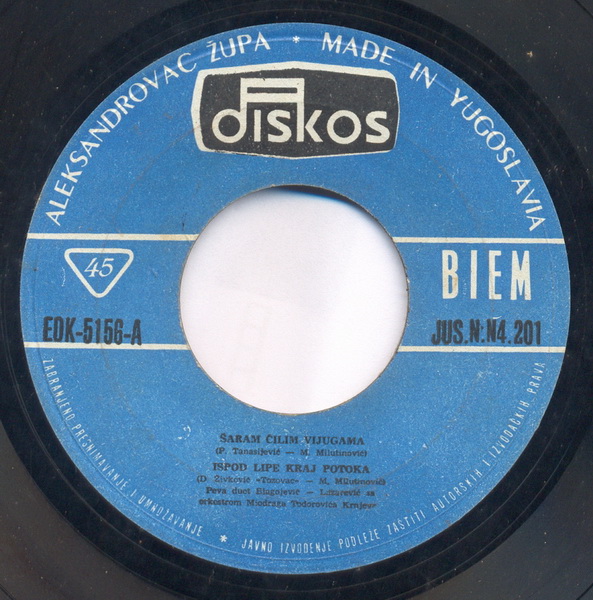 ALEKSANDROVAC ŽUPA * MADE IN YUGOSLAVIA
DISKOS
45
BIEM
EDK-5156-A
JUS.N:N4.201
ŠARAM ĆILIM VIJUGAMA
(P. Tanasijević — M. Milutinović)
ISPOD LIPE KRAJ POTOKA
(D. Živković «Tozovac» — M. Milutinović)
Peva duet Blagojević — Lazarević sa
orkestrom Miodraga Todorovića Krnjevca
ZABRANJENO PRESNIMAVANJE I UMNOŽAVANJE * JAVNO IZVOĐENJE PODLEŽE ZAŠTITI AUTORSKIH I IZVOĐAČKIH PRAVA